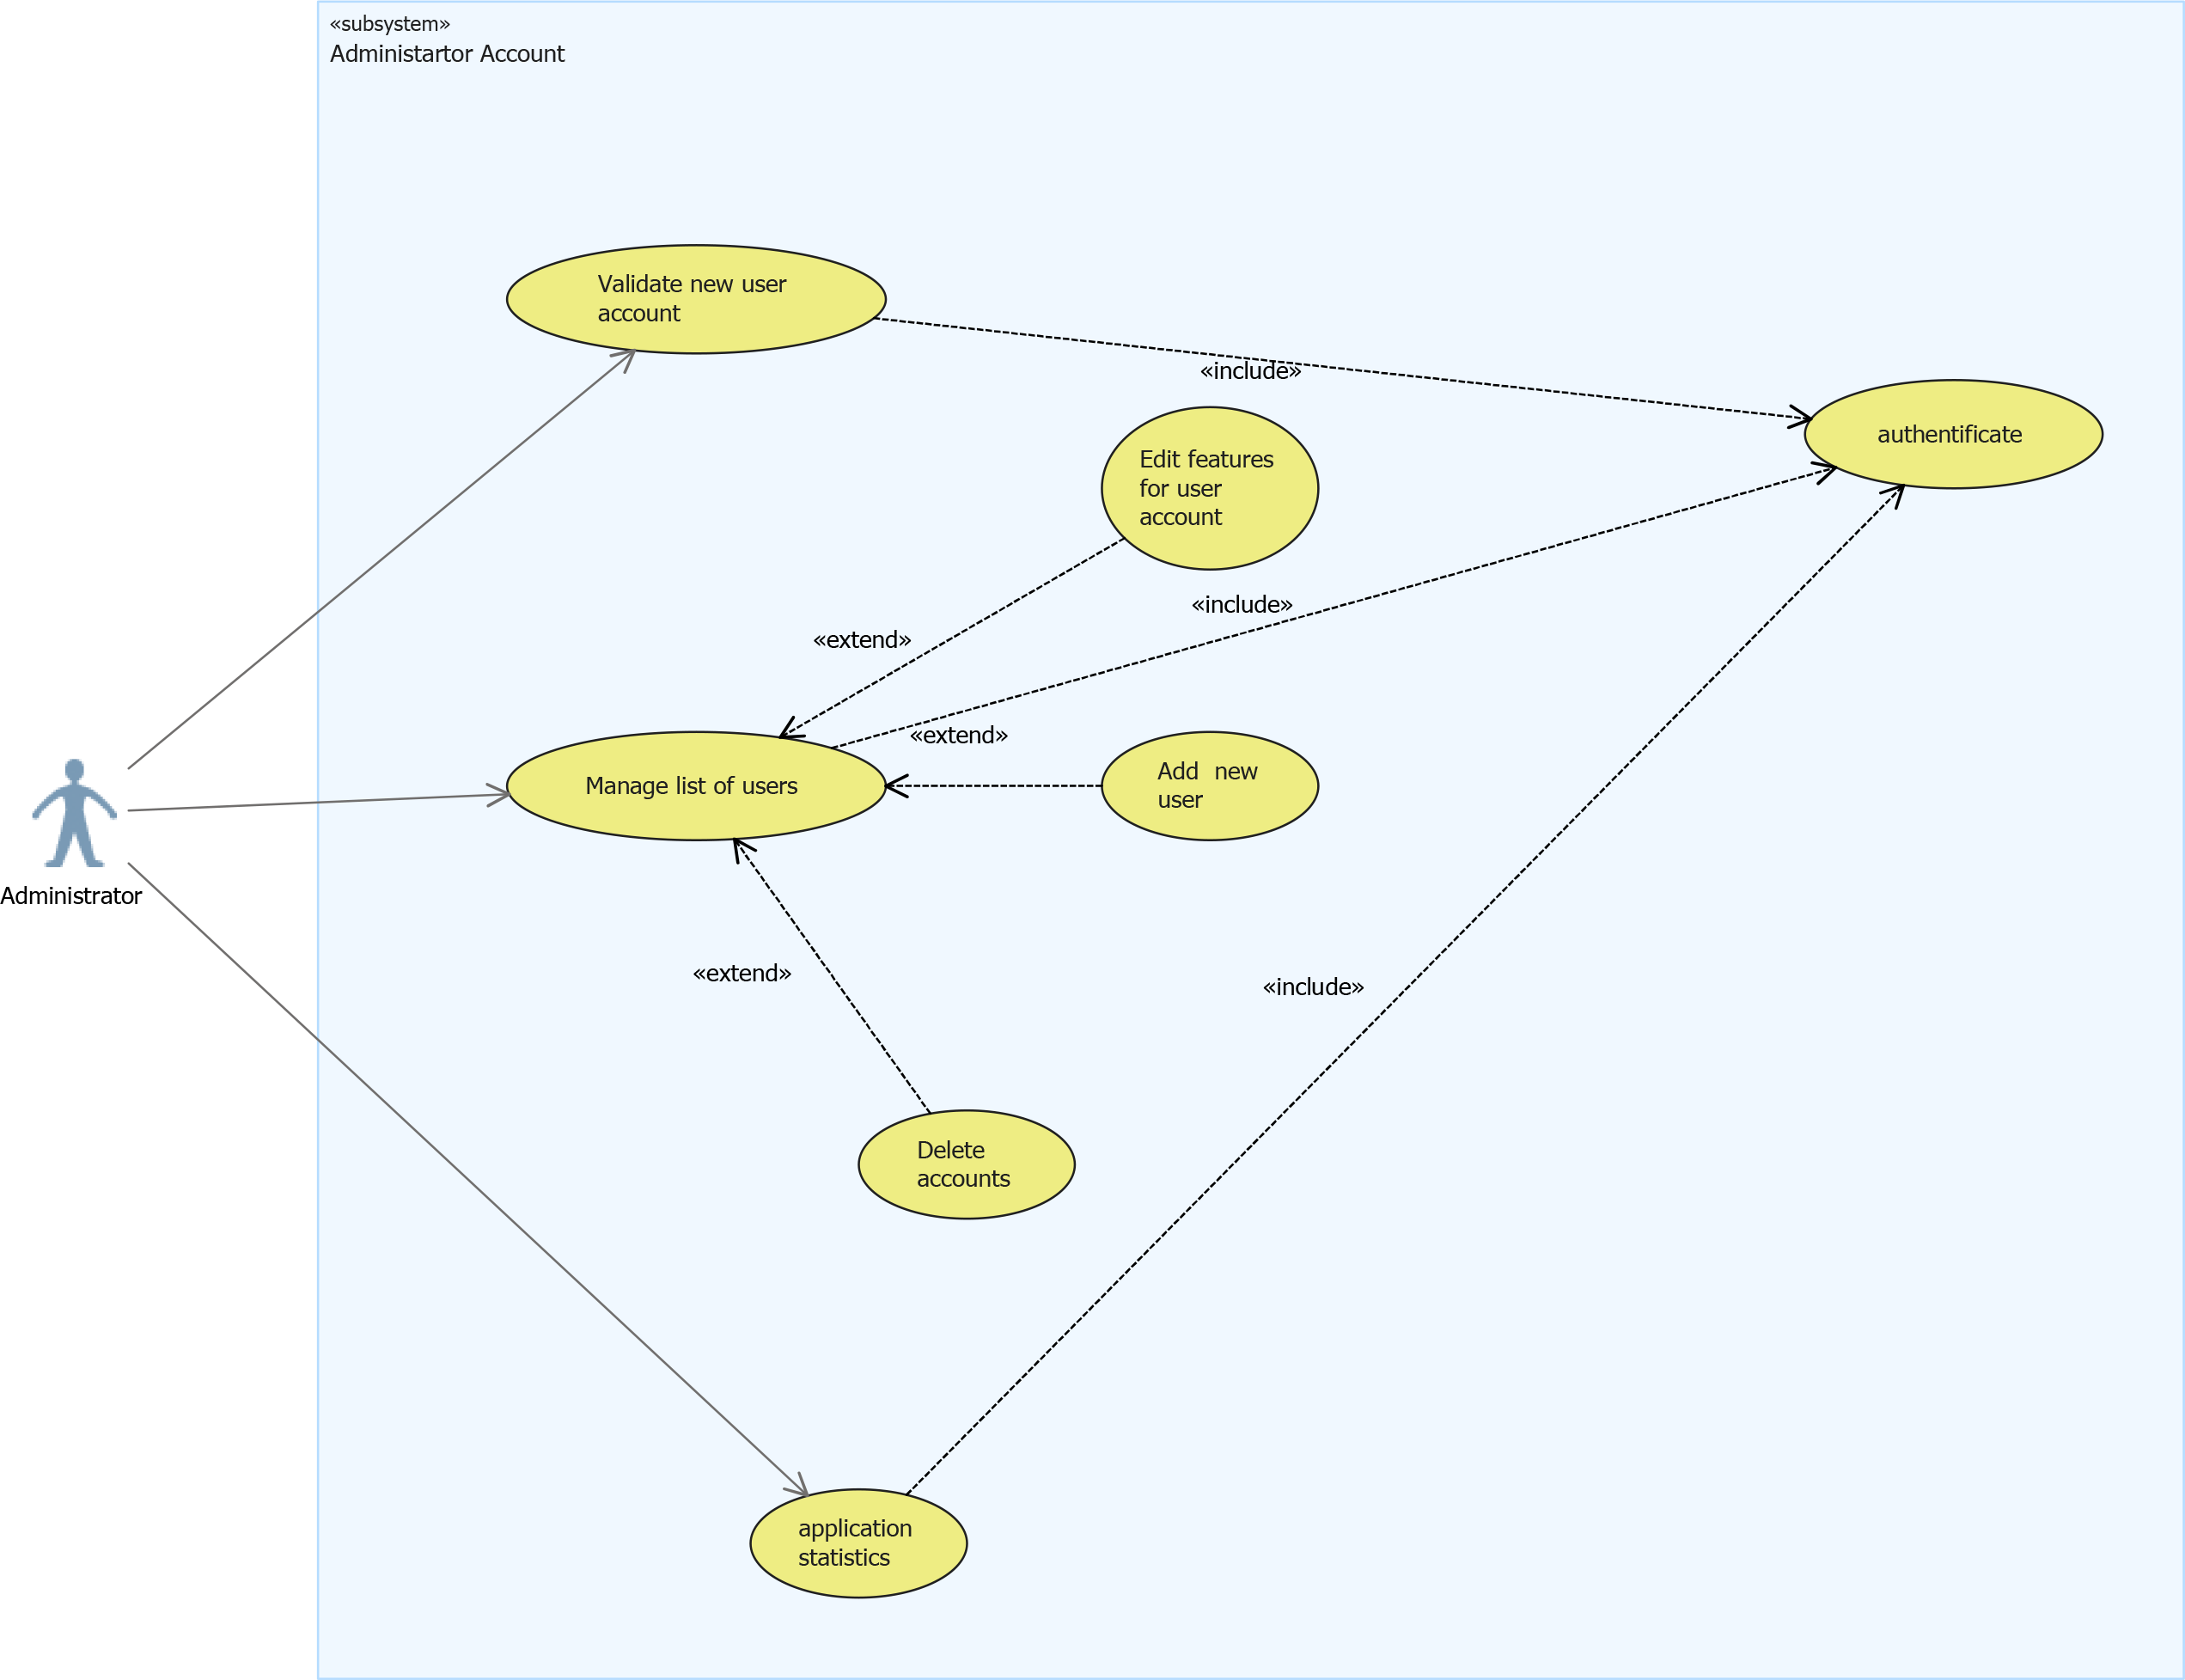 «subsystem»
Administartor Account
Validate new user
account
«include»
authentificate
Edit features
for user
account
«include»
«extend»
«extend»
Manage list of users
Add  new
user
Administrator
«extend»
«include»
Delete
accounts
application
statistics